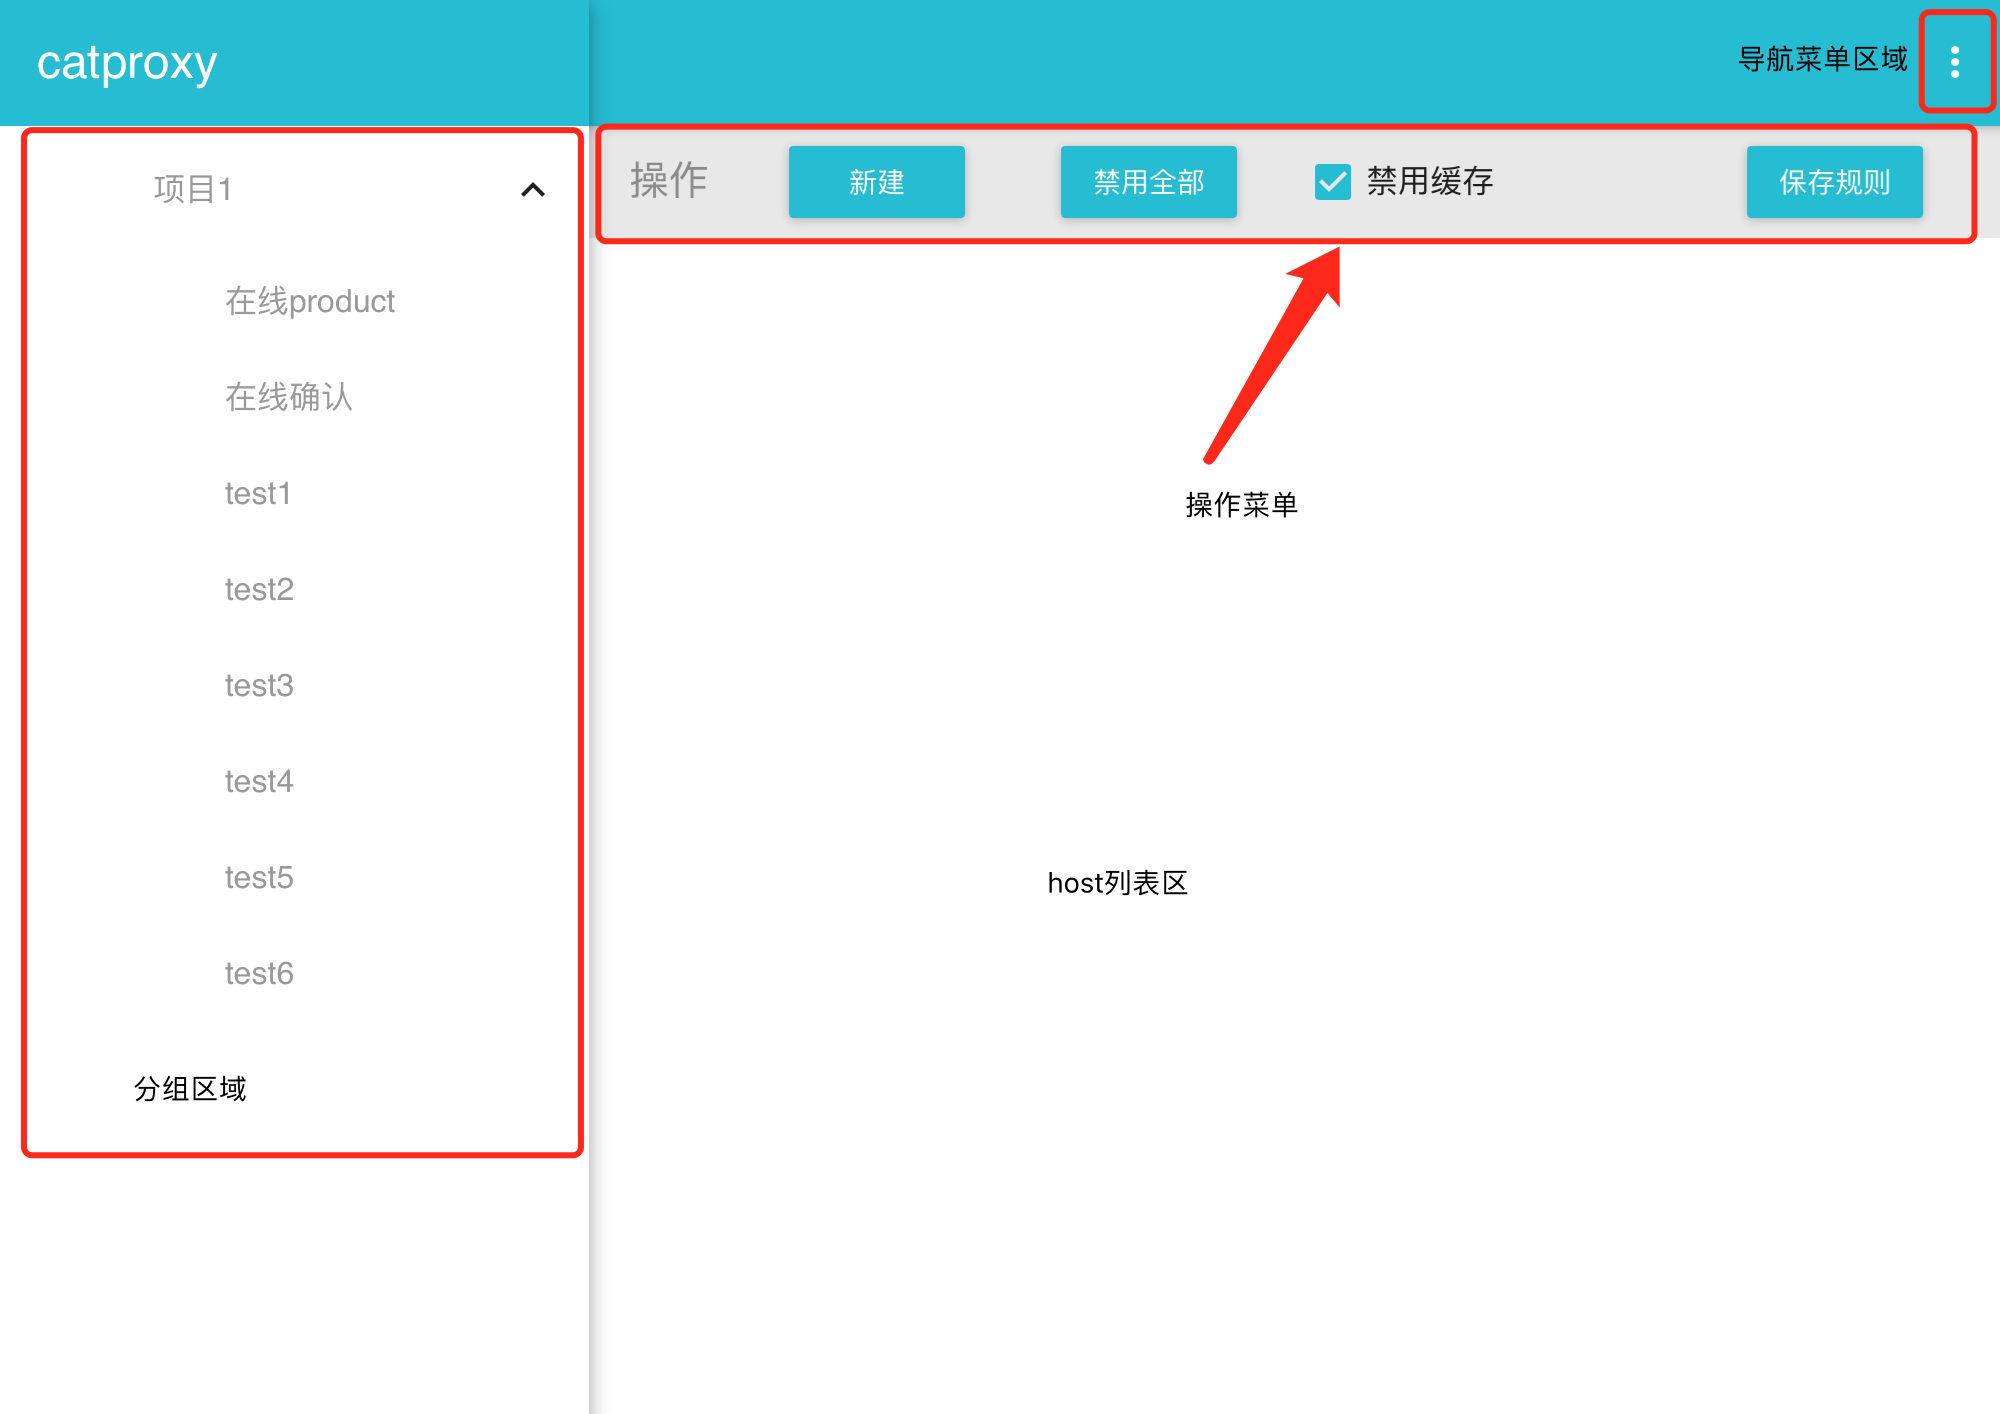 catproxy
导航菜单区域
项目1
操作
新建
禁用全部
禁用缓存
保存规则
在线product
在线确认
test1
test2
test3
test4
test5
test6
分组区域
操作菜单
host列表区